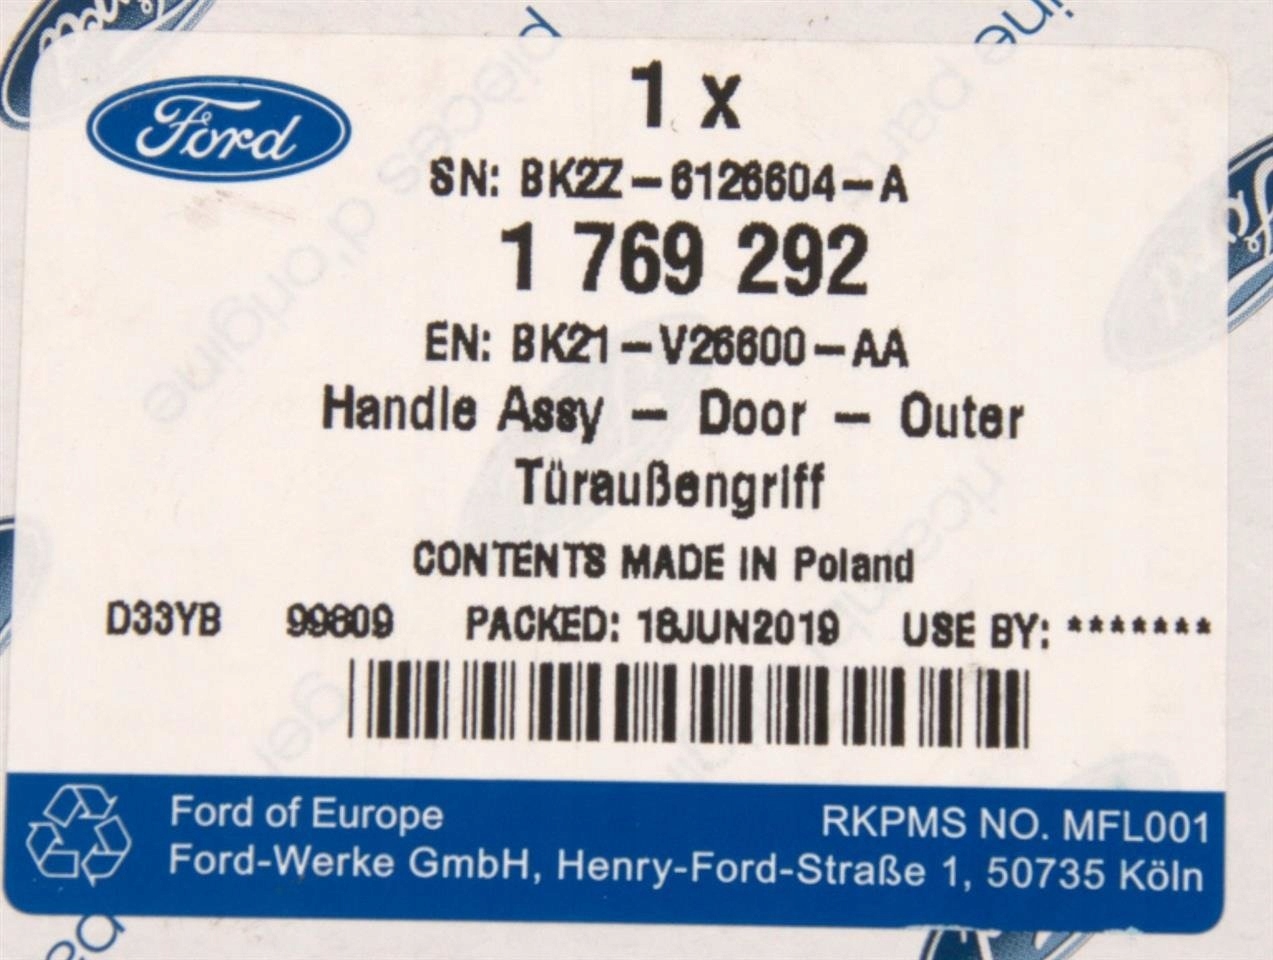 Ford
1 x
SN: BK2Z-6126604-A
1 769 292
EN: BK21-V26600-AA
Handle Assy - Door - Outer
Türaußengriff
CONTENTS MADE IN Poland
D33YB 99609 PACKED: 18JUN2019 USE BY: *******
Ford of Europe
RKPMS NO. MFL001
Ford-Werke GmbH, Henry-Ford-Straße 1, 50735 Köln
pièces d'origine